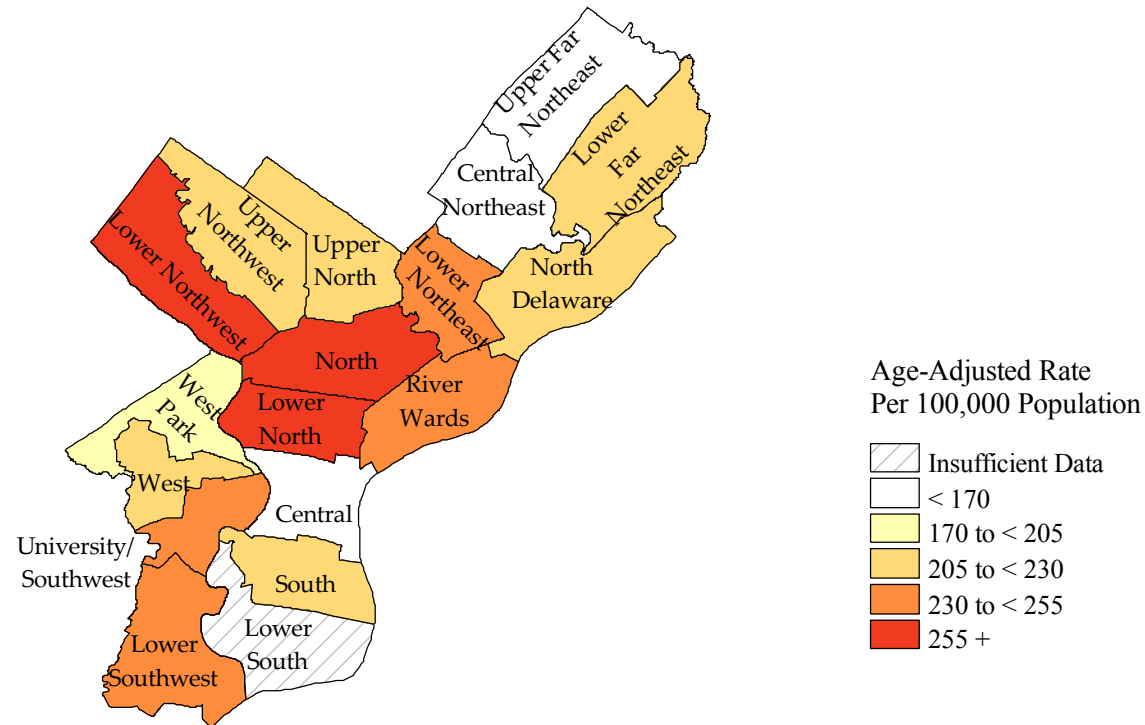 Upper Far
Northeast
Lower
Far
Northeast
Central
Northeast
Upper
Northwest
Lower Northwest
Upper
North
Lower
Northeast
North
Delaware
North
River
Wards
Lower
North
West
Park
West
Central
University/
Southwest
South
Lower
South
Lower
Southwest
Age-Adjusted Rate
Per 100,000 Population
Insufficient Data
< 170
170 to < 205
205 to < 230
230 to < 255
255 +